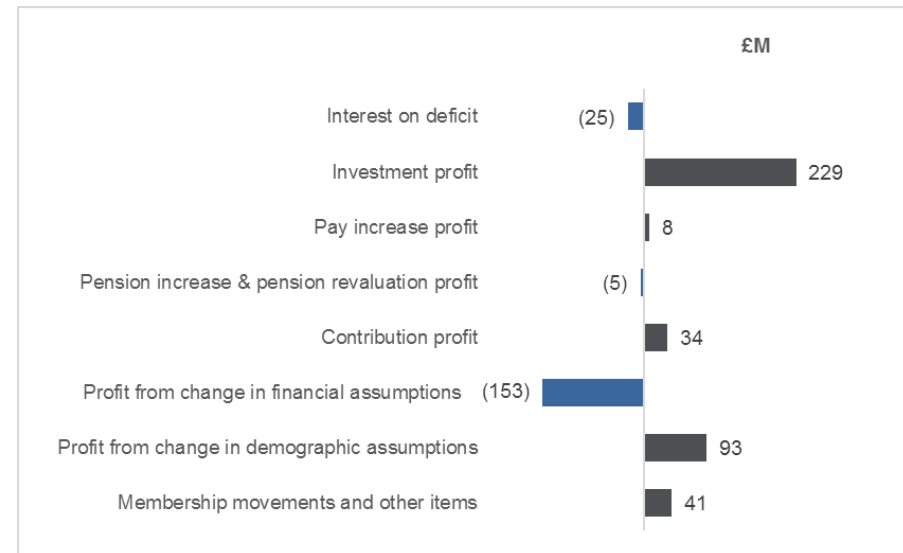 £M
Interest on deficit (25)
Investment profit 229
Pay increase profit 8
Pension increase & pension revaluation profit (5)
Contribution profit 34
Profit from change in financial assumptions (153)
Profit from change in demographic assumptions 93
Membership movements and other items 41